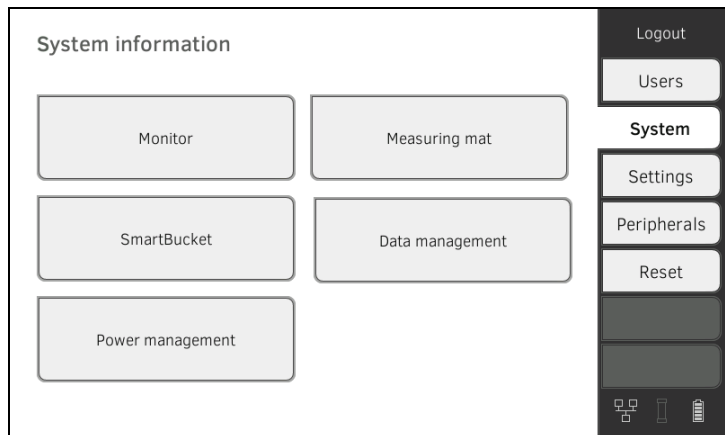 System information
Monitor
Measuring mat
SmartBucket
Data management
Power management
Logout
Users
System
Settings
Peripherals
Reset